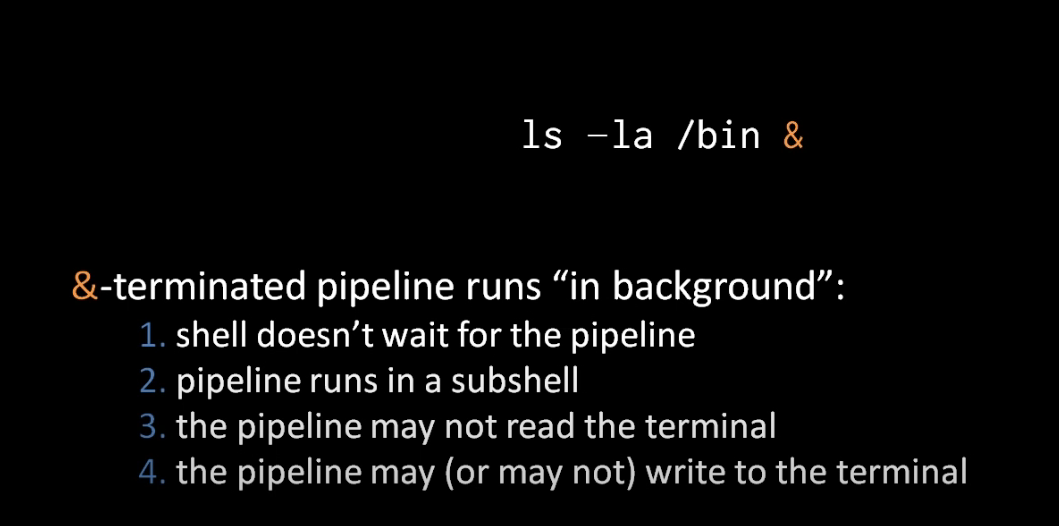 ls –la /bin &
&-terminated pipeline runs “in background”:
1. shell doesn’t wait for the pipeline
2. pipeline runs in a subshell
3. the pipeline may not read the terminal
4. the pipeline may (or may not) write to the terminal